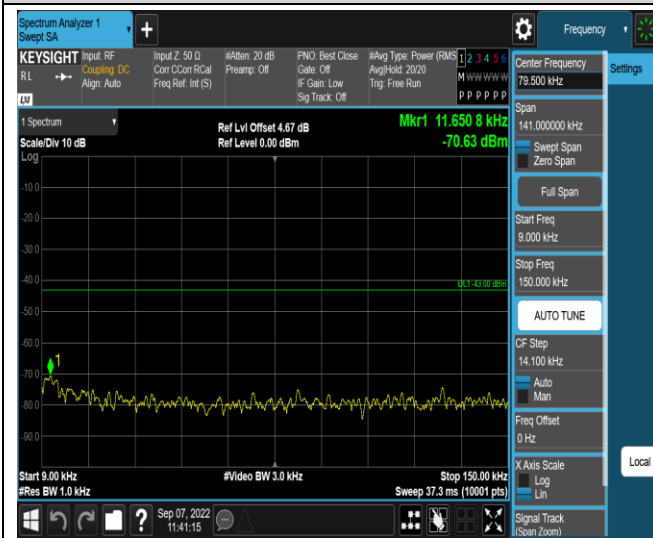 Spectrum Analyzer 1
Swept SA
+
Frequency
KEYSIGHT
RL
LXI
Input: RF
Coupling: DC
Align: Auto
Input Z: 50 Ω
Corr CCorr RCal
Freq Ref: Int (S)
#Atten: 20 dB
Preamp: Off
PNO: Best Close
Gate: Off
IF Gain: Low
Sig Track: Off
#Avg Type: Power (RMS
Avg|Hold: 20/20
Trig: Free Run
1 2 3 4 5 6
M W W W W W
P P P P P P
1 Spectrum
Scale/Div 10 dB
Log
Ref Lvl Offset 4.67 dB
Ref Level 0.00 dBm
Mkr1 11.650 8 kHz
-70.63 dBm
-10.0
-20.0
-30.0
-40.0
DL1 -43.00 dBm
-50.0
-60.0
1
-70.0
-80.0
-90.0
Start 9.00 kHz
#Res BW 1.0 kHz
#Video BW 3.0 kHz
Stop 150.00 kHz
Sweep 37.3 ms (10001 pts)
?
Sep 07, 2022
11:41:15
Center Frequency
79.500 kHz
Span
141.000000 kHz
Swept Span
Zero Span
Full Span
Start Freq
9.000 kHz
Stop Freq
150.000 kHz
AUTO TUNE
CF Step
14.100 kHz
Auto
Man
Freq Offset
0 Hz
X Axis Scale
Log
Lin
Signal Track
(Span Zoom)
Settings
Local